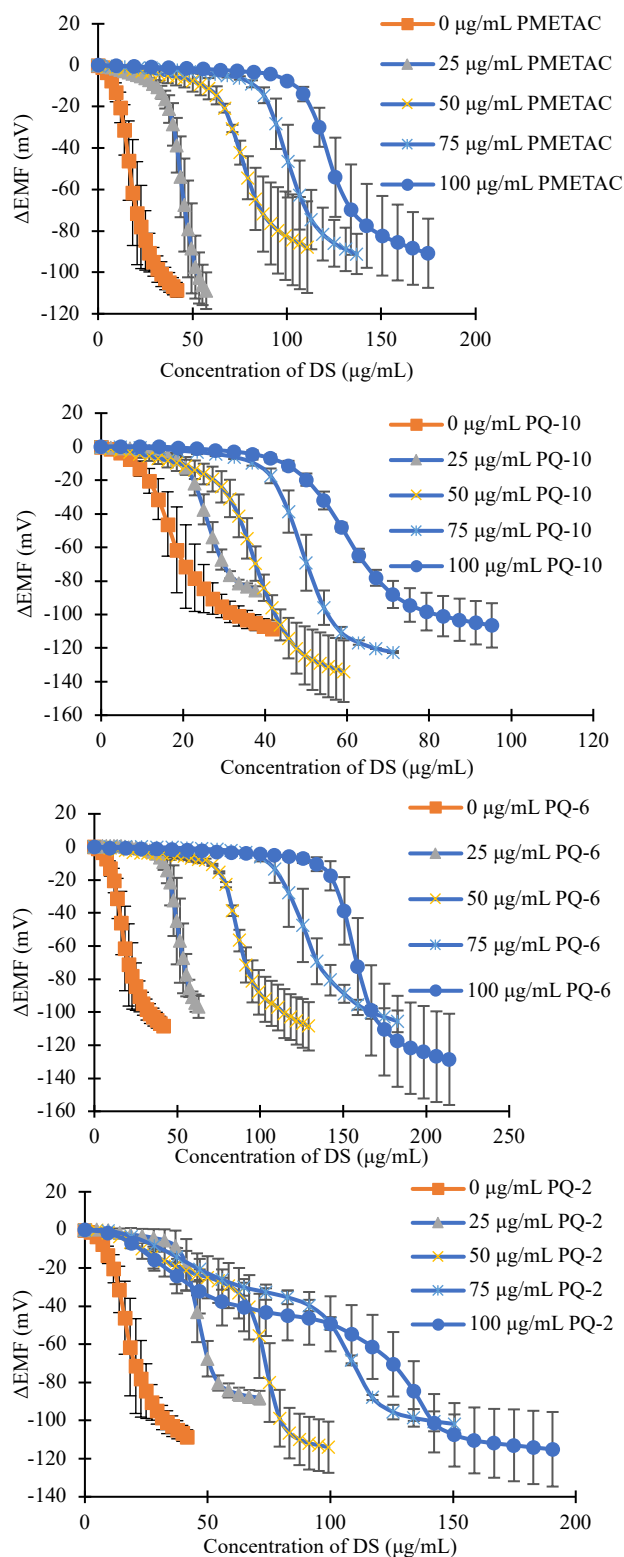 20
0
-20
-40
-60
-80
-100
-120
0 50 100 150 200
ΔEMF (mV)
Concentration of DS (μg/mL)
0 μg/mL PMETAC
25 μg/mL PMETAC
50 μg/mL PMETAC
75 μg/mL PMETAC
100 μg/mL PMETAC
20
0
-20
-40
-60
-80
-100
-120
-140
-160
0 20 40 60 80 100 120
ΔEMF (mV)
Concentration of DS (μg/mL)
0 μg/mL PQ-10
25 μg/mL PQ-10
50 μg/mL PQ-10
75 μg/mL PQ-10
100 μg/mL PQ-10
20
0
-20
-40
-60
-80
-100
-120
-140
-160
0 50 100 150 200 250
ΔEMF (mV)
Concentration of DS (μg/mL)
0 μg/mL PQ-6
25 μg/mL PQ-6
50 μg/mL PQ-6
75 μg/mL PQ-6
100 μg/mL PQ-6
20
0
-20
-40
-60
-80
-100
-120
-140
0 50 100 150 200
ΔEMF (mV)
Concentration of DS (μg/mL)
0 μg/mL PQ-2
25 μg/mL PQ-2
50 μg/mL PQ-2
75 μg/mL PQ-2
100 μg/mL PQ-2